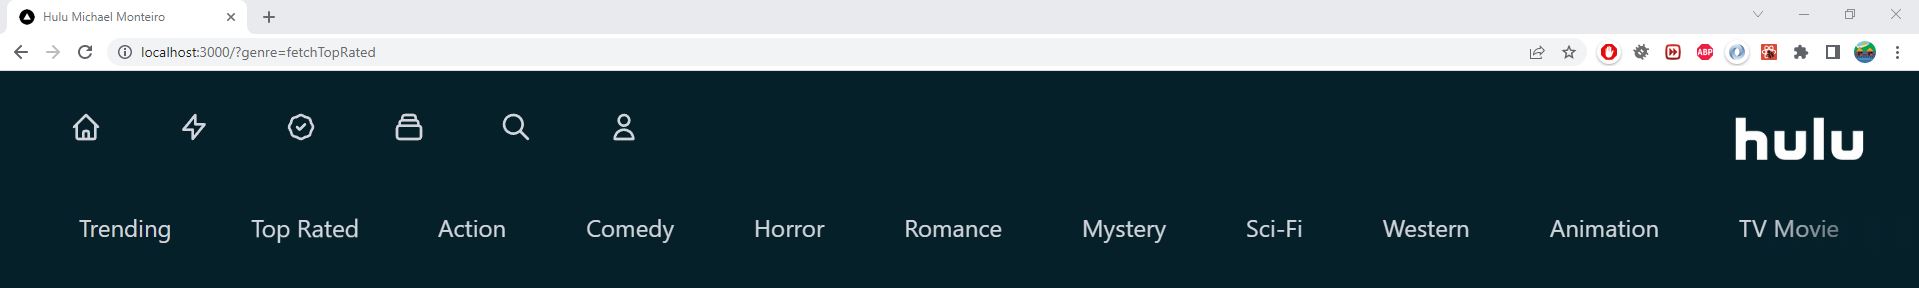 Hulu Michael Monteiro
localhost:3000/?genre=fetchTopRated
ABP
hulu
Trending Top Rated Action Comedy Horror Romance Mystery Sci-Fi Western Animation TV Movie